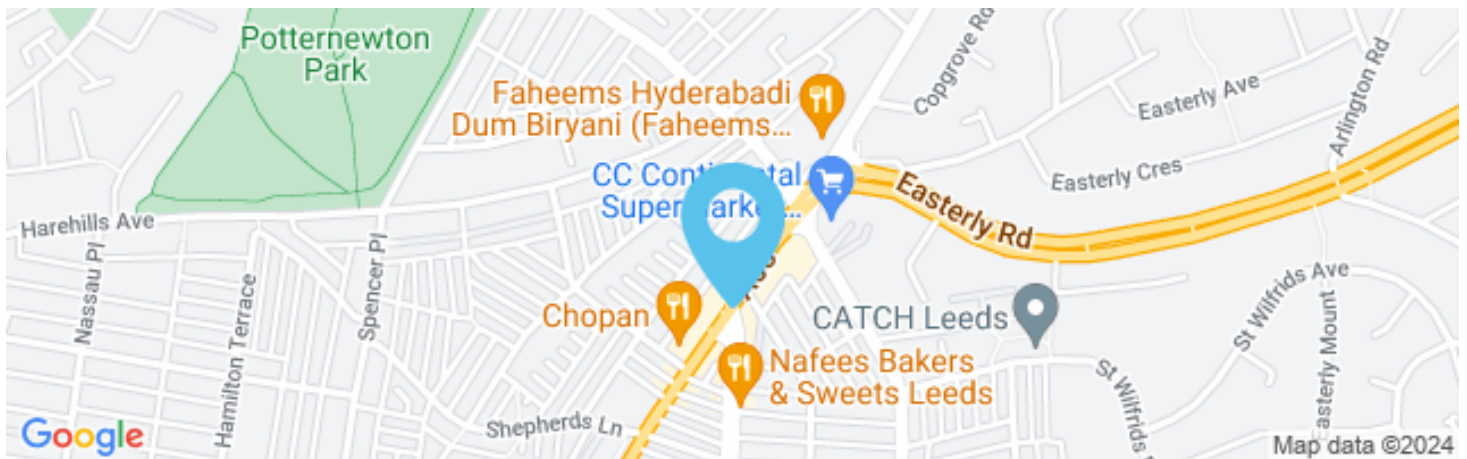 Potternewton
Park
Faheems Hyderabadi
Dum Biryani (Faheems...
Copgrove Rd
Easterly Ave
Arlington Rd
Easterly Cres
CC Continental
Supermarket...
Easterly Rd
Harehills Ave
Nassau Pl
Hamilton Terrace
Spencer Pl
Chopan
CATCH Leeds
St Wilfrids Ave
Easterly Mount
Nafees Bakers
& Sweets Leeds
St Wilfrids
Shepherds Ln
Google
Map data ©2024